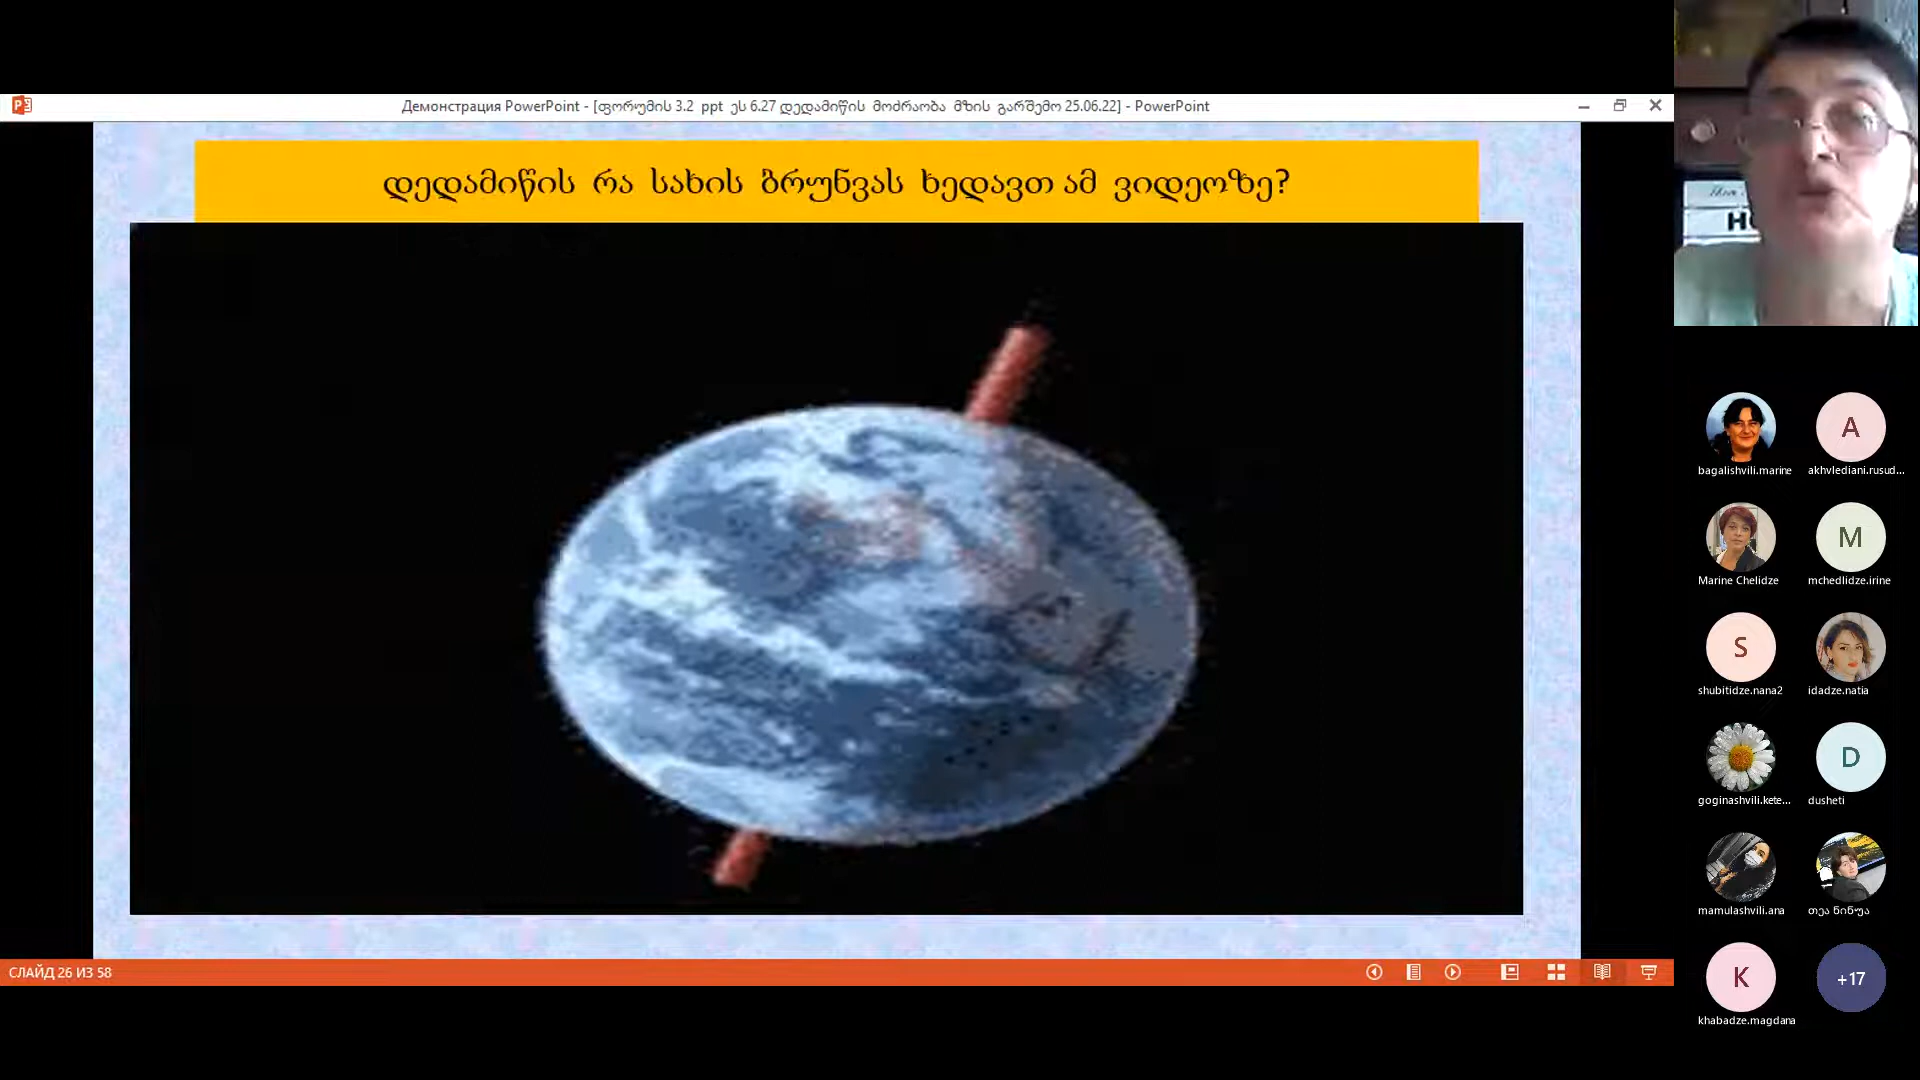 Демонстрация PowerPoint - [ფორუმის 3.2 ppt ეს 6.27 დედამიწის მოძრაობა მზის გარშემო 25.06.22] - PowerPoint
დედამიწის რა სახის ბრუნვას ხედავთ ამ ვიდეოზე?
bagalishvili.marine
A
akhvlediani.rusud...
Marine Chelidze
M
mchedlidze.irine
S
shubitidze.nana2
idadze.natia
goginashvili.kete...
D
dusheti
mamulashvili.ana
თეა ნინუა
K
khabadze.magdana
+17
СЛАЙД 26 ИЗ 58